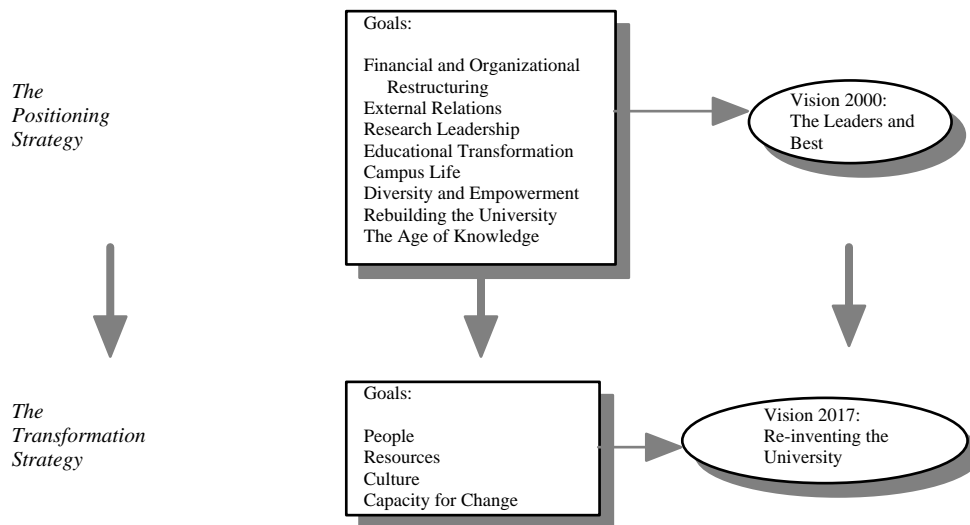 The
Positioning
Strategy
Goals:
Financial and Organizational
Restructuring
External Relations
Research Leadership
Educational Transformation
Campus Life
Diversity and Empowerment
Rebuilding the University
The Age of Knowledge
Vision 2000:
The Leaders and
Best
The
Transformation
Strategy
Goals:
People
Resources
Culture
Capacity for Change
Vision 2017:
Re-inventing the
University